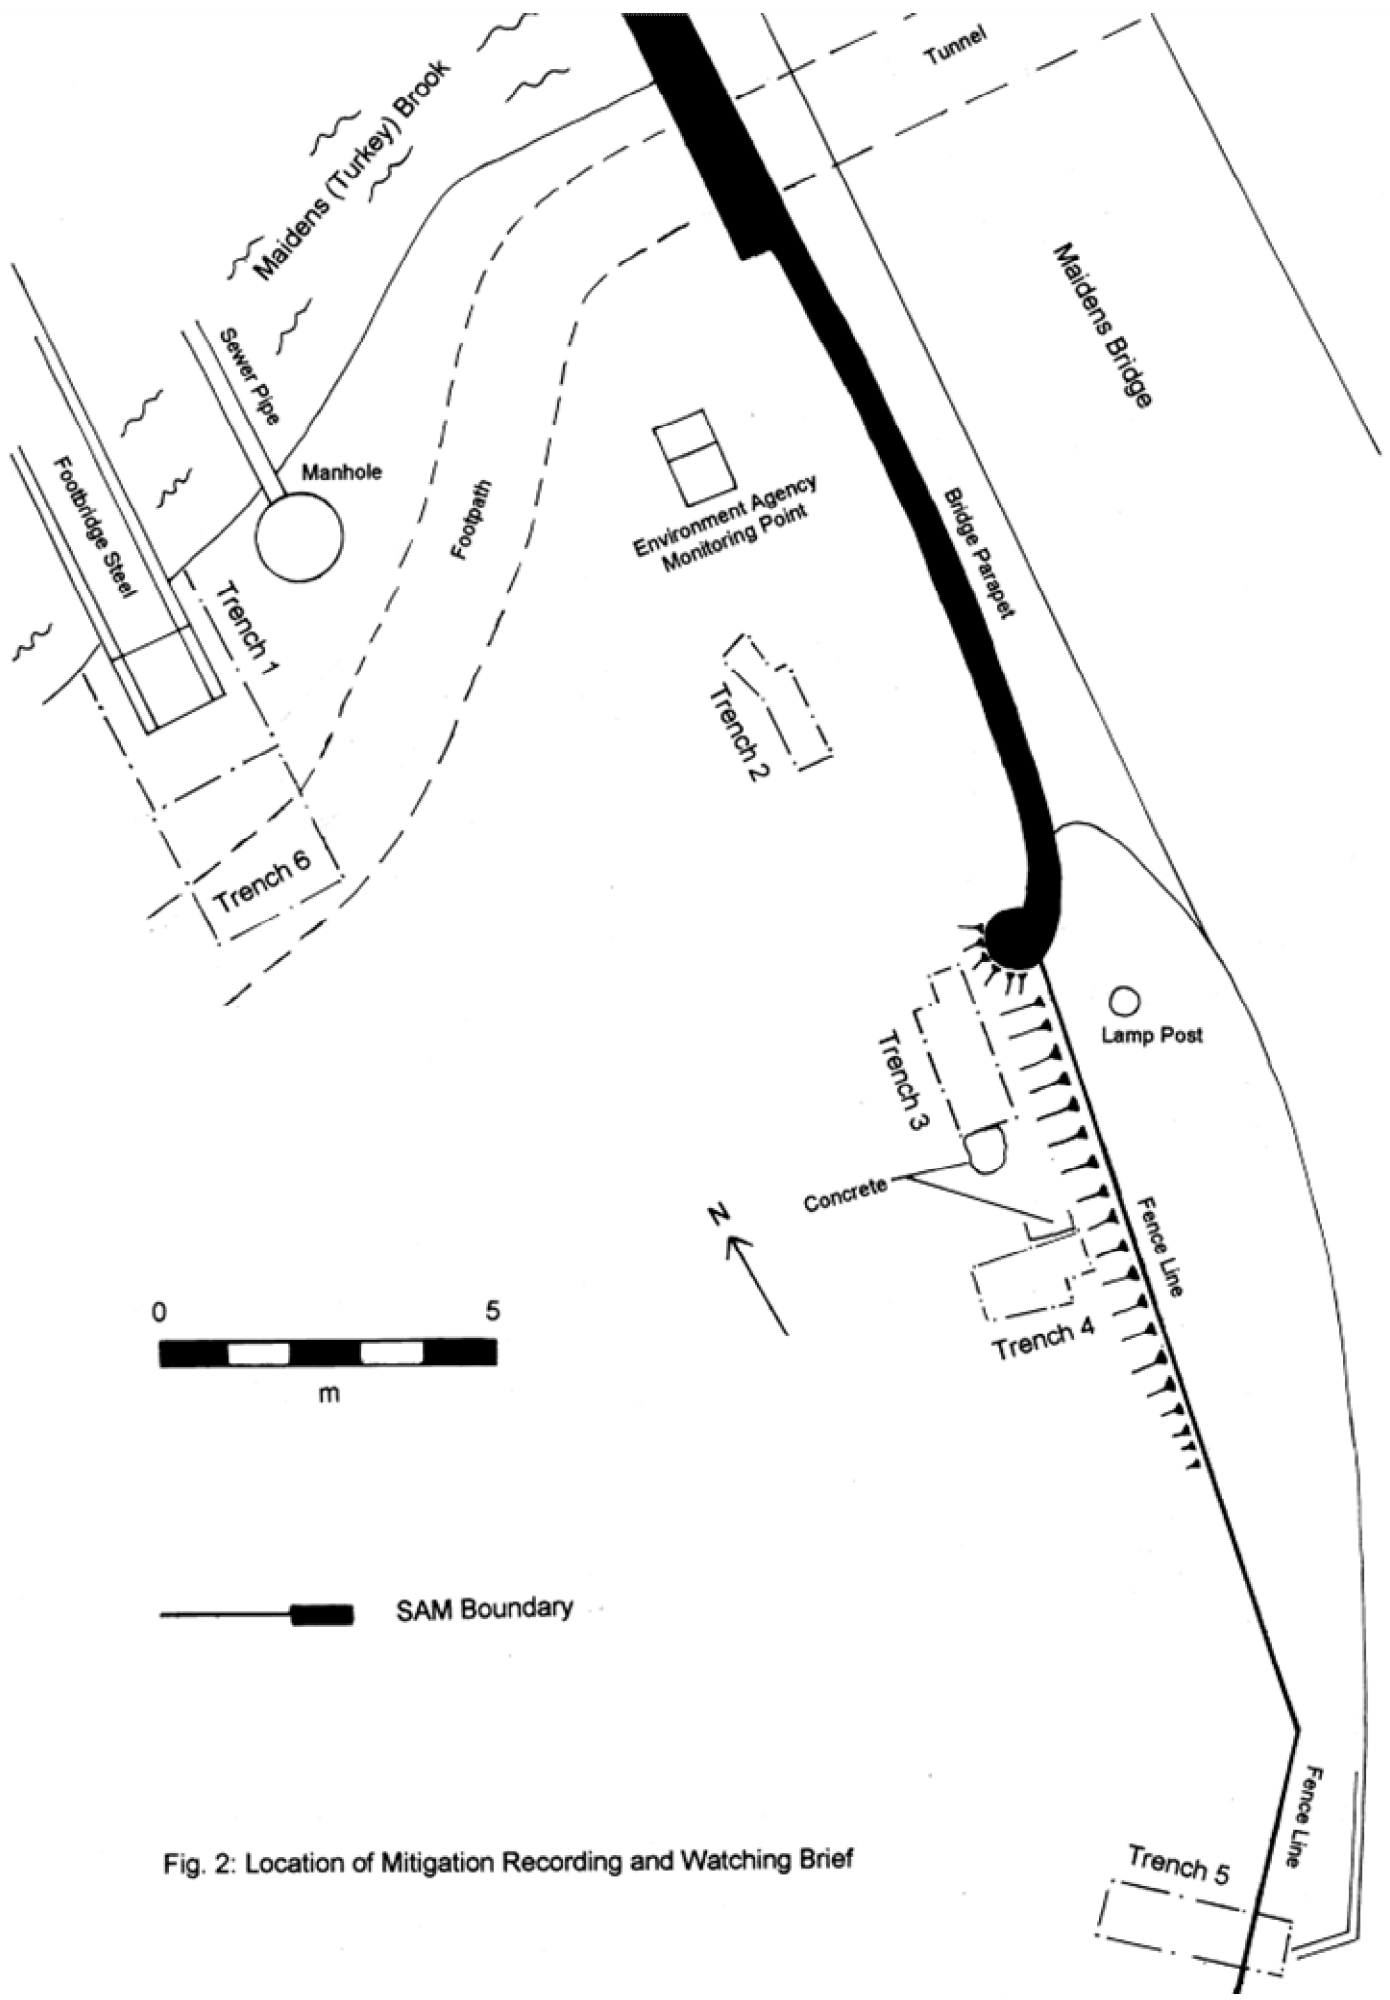 Tunnel
Maidens (Turkey) Brook
Maidens Bridge
Sewer Pipe
Manhole
Footbridge Steel
Footpath
Environment Agency
Monitoring Point
Bridge Parapet
Trench 1
Trench 2
Trench 6
Lamp Post
Trench 3
Concrete
N
Fence Line
Trench 4
0 5
m
SAM Boundary
Fence Line
Fig. 2: Location of Mitigation Recording and Watching Brief
Trench 5